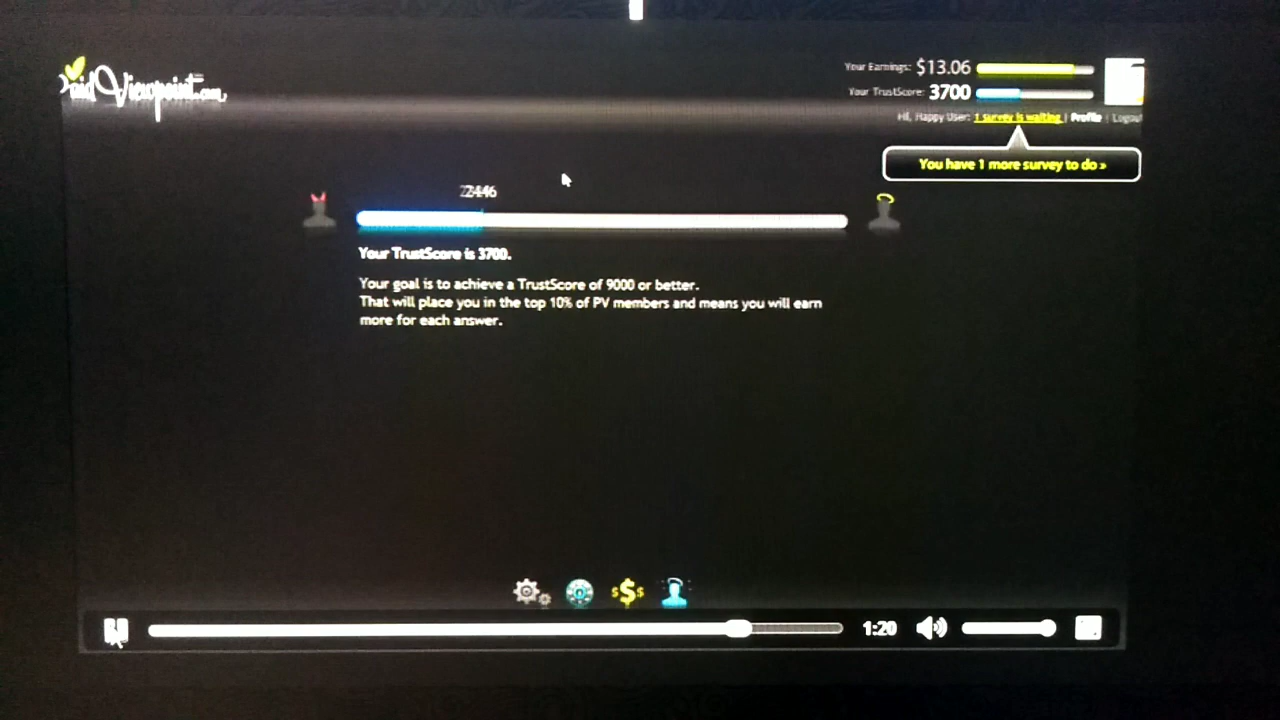 PaidViewpoint.com
Your Earnings: $13.06
Your TrustScore: 3700
Hi, Happy User: 1 survey is waiting | Profile | Logout
You have 1 more survey to do »
Your TrustScore is 3700.
Your goal is to achieve a TrustScore of 9000 or better.
That will place you in the top 10% of PV members and means you will earn
more for each answer.
$$$
1:20